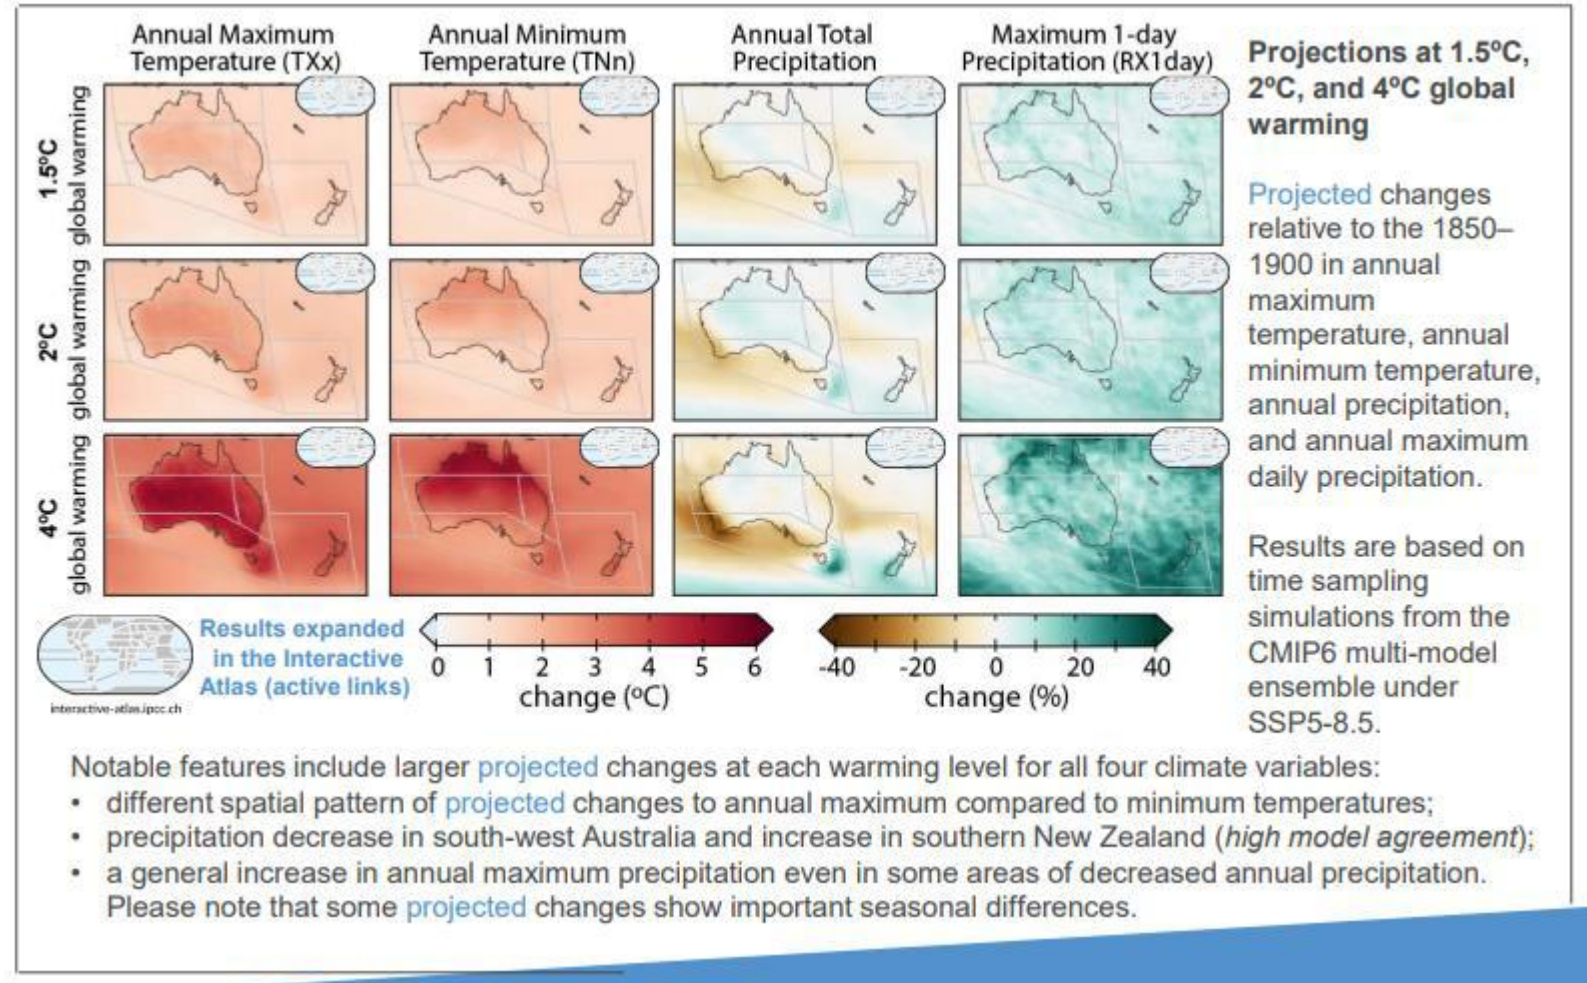 Annual Maximum
Temperature (TXx)
Annual Minimum
Temperature (TNn)
Annual Total
Precipitation
Maximum 1-day
Precipitation (RX1day)
1.5ºC
global warming
2ºC
global warming
4ºC
global warming
Results expanded
in the Interactive
Atlas (active links)
interactive-atlas.ipcc.ch
0 1 2 3 4 5 6
change (ºC)
-40 -20 0 20 40
change (%)
Projections at 1.5ºC,
2ºC, and 4ºC global
warming
Projected changes
relative to the 1850–
1900 in annual
maximum
temperature, annual
minimum temperature,
annual precipitation,
and annual maximum
daily precipitation.
Results are based on
time sampling
simulations from the
CMIP6 multi-model
ensemble under
SSP5-8.5.
Notable features include larger projected changes at each warming level for all four climate variables:
• different spatial pattern of projected changes to annual maximum compared to minimum temperatures;
• precipitation decrease in south-west Australia and increase in southern New Zealand (high model agreement);
• a general increase in annual maximum precipitation even in some areas of decreased annual precipitation.
Please note that some projected changes show important seasonal differences.